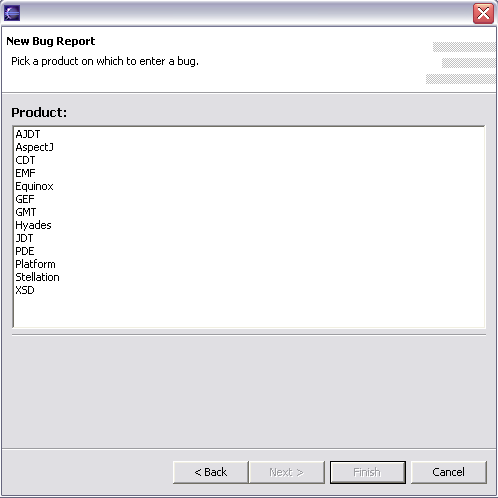 New Bug Report
Pick a product on which to enter a bug.
Product:
AJDT
AspectJ
CDT
EMF
Equinox
GEF
GMT
Hyades
JDT
PDE
Platform
Stellation
XSD
< Back
Next >
Finish
Cancel